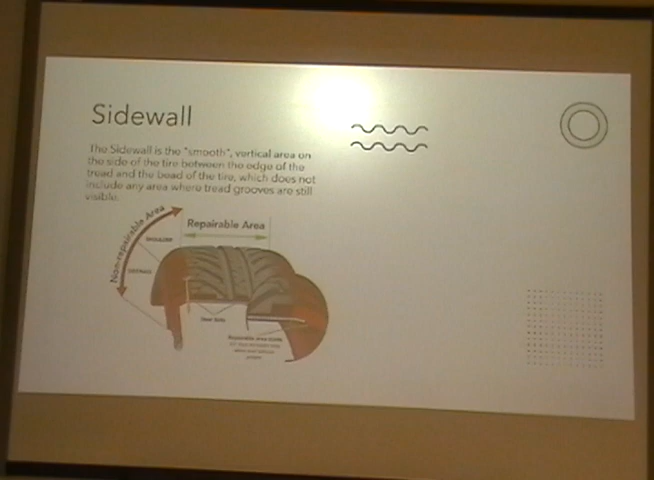 Sidewall
The Sidewall is the "smooth", vertical area on
the side of the tire between the edge of the
tread and the bead of the tire, which does not
include any area where tread grooves are still
visible.
Non-repairable Area
Repairable Area
SHOULDER